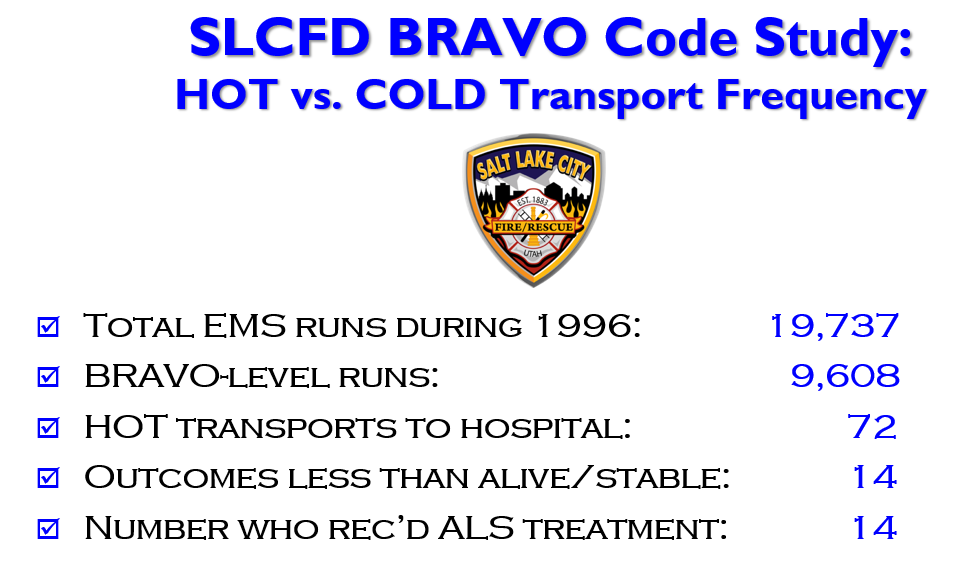 SLCFD BRAVO Code Study:
HOT vs. COLD Transport Frequency
SALT LAKE CITY
EST. 1883
FIRE/RESCUE
UTAH
Total EMS runs during 1996: 19,737
BRAVO-level runs: 9,608
HOT transports to hospital: 72
Outcomes less than alive/stable: 14
Number who rec'd ALS treatment: 14